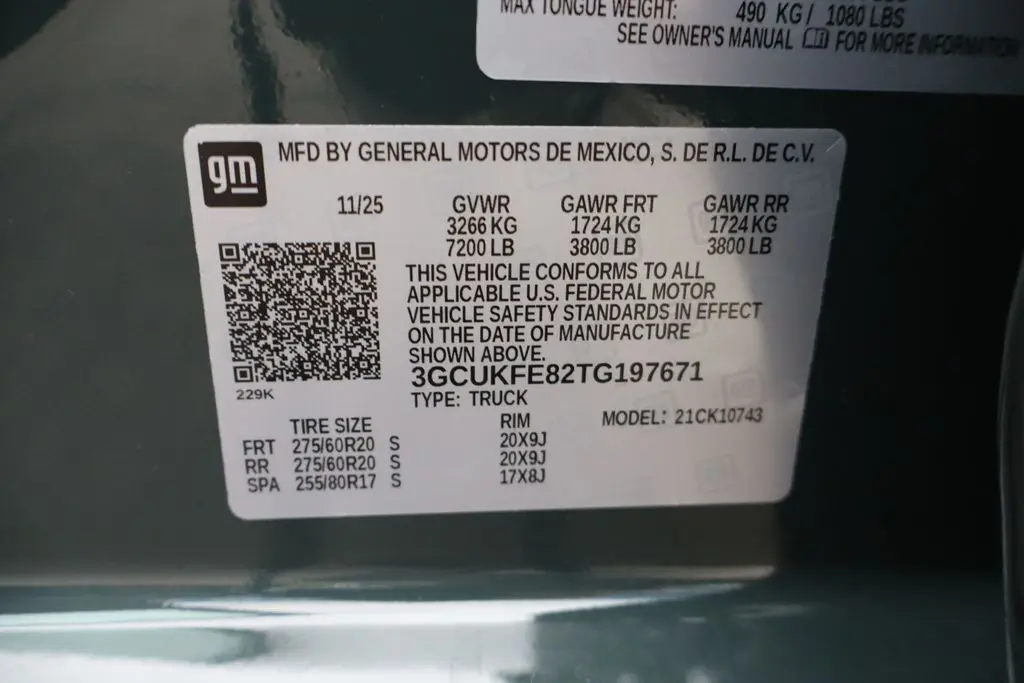 MAX TONGUE WEIGHT: 490 KG / 1080 LBS
SEE OWNER'S MANUAL FOR MORE INFORMATION
gm
MFD BY GENERAL MOTORS DE MEXICO, S. DE R.L. DE C.V.
11/25 GVWR GAWR FRT GAWR RR
3266 KG 1724 KG 1724 KG
7200 LB 3800 LB 3800 LB
THIS VEHICLE CONFORMS TO ALL
APPLICABLE U.S. FEDERAL MOTOR
VEHICLE SAFETY STANDARDS IN EFFECT
ON THE DATE OF MANUFACTURE
SHOWN ABOVE.
3GCUKFE82TG197671
229K
TYPE: TRUCK
TIRE SIZE RIM MODEL: 21CK10743
FRT 275/60R20 S 20X9J
RR 275/60R20 S 20X9J
SPA 255/80R17 S 17X8J